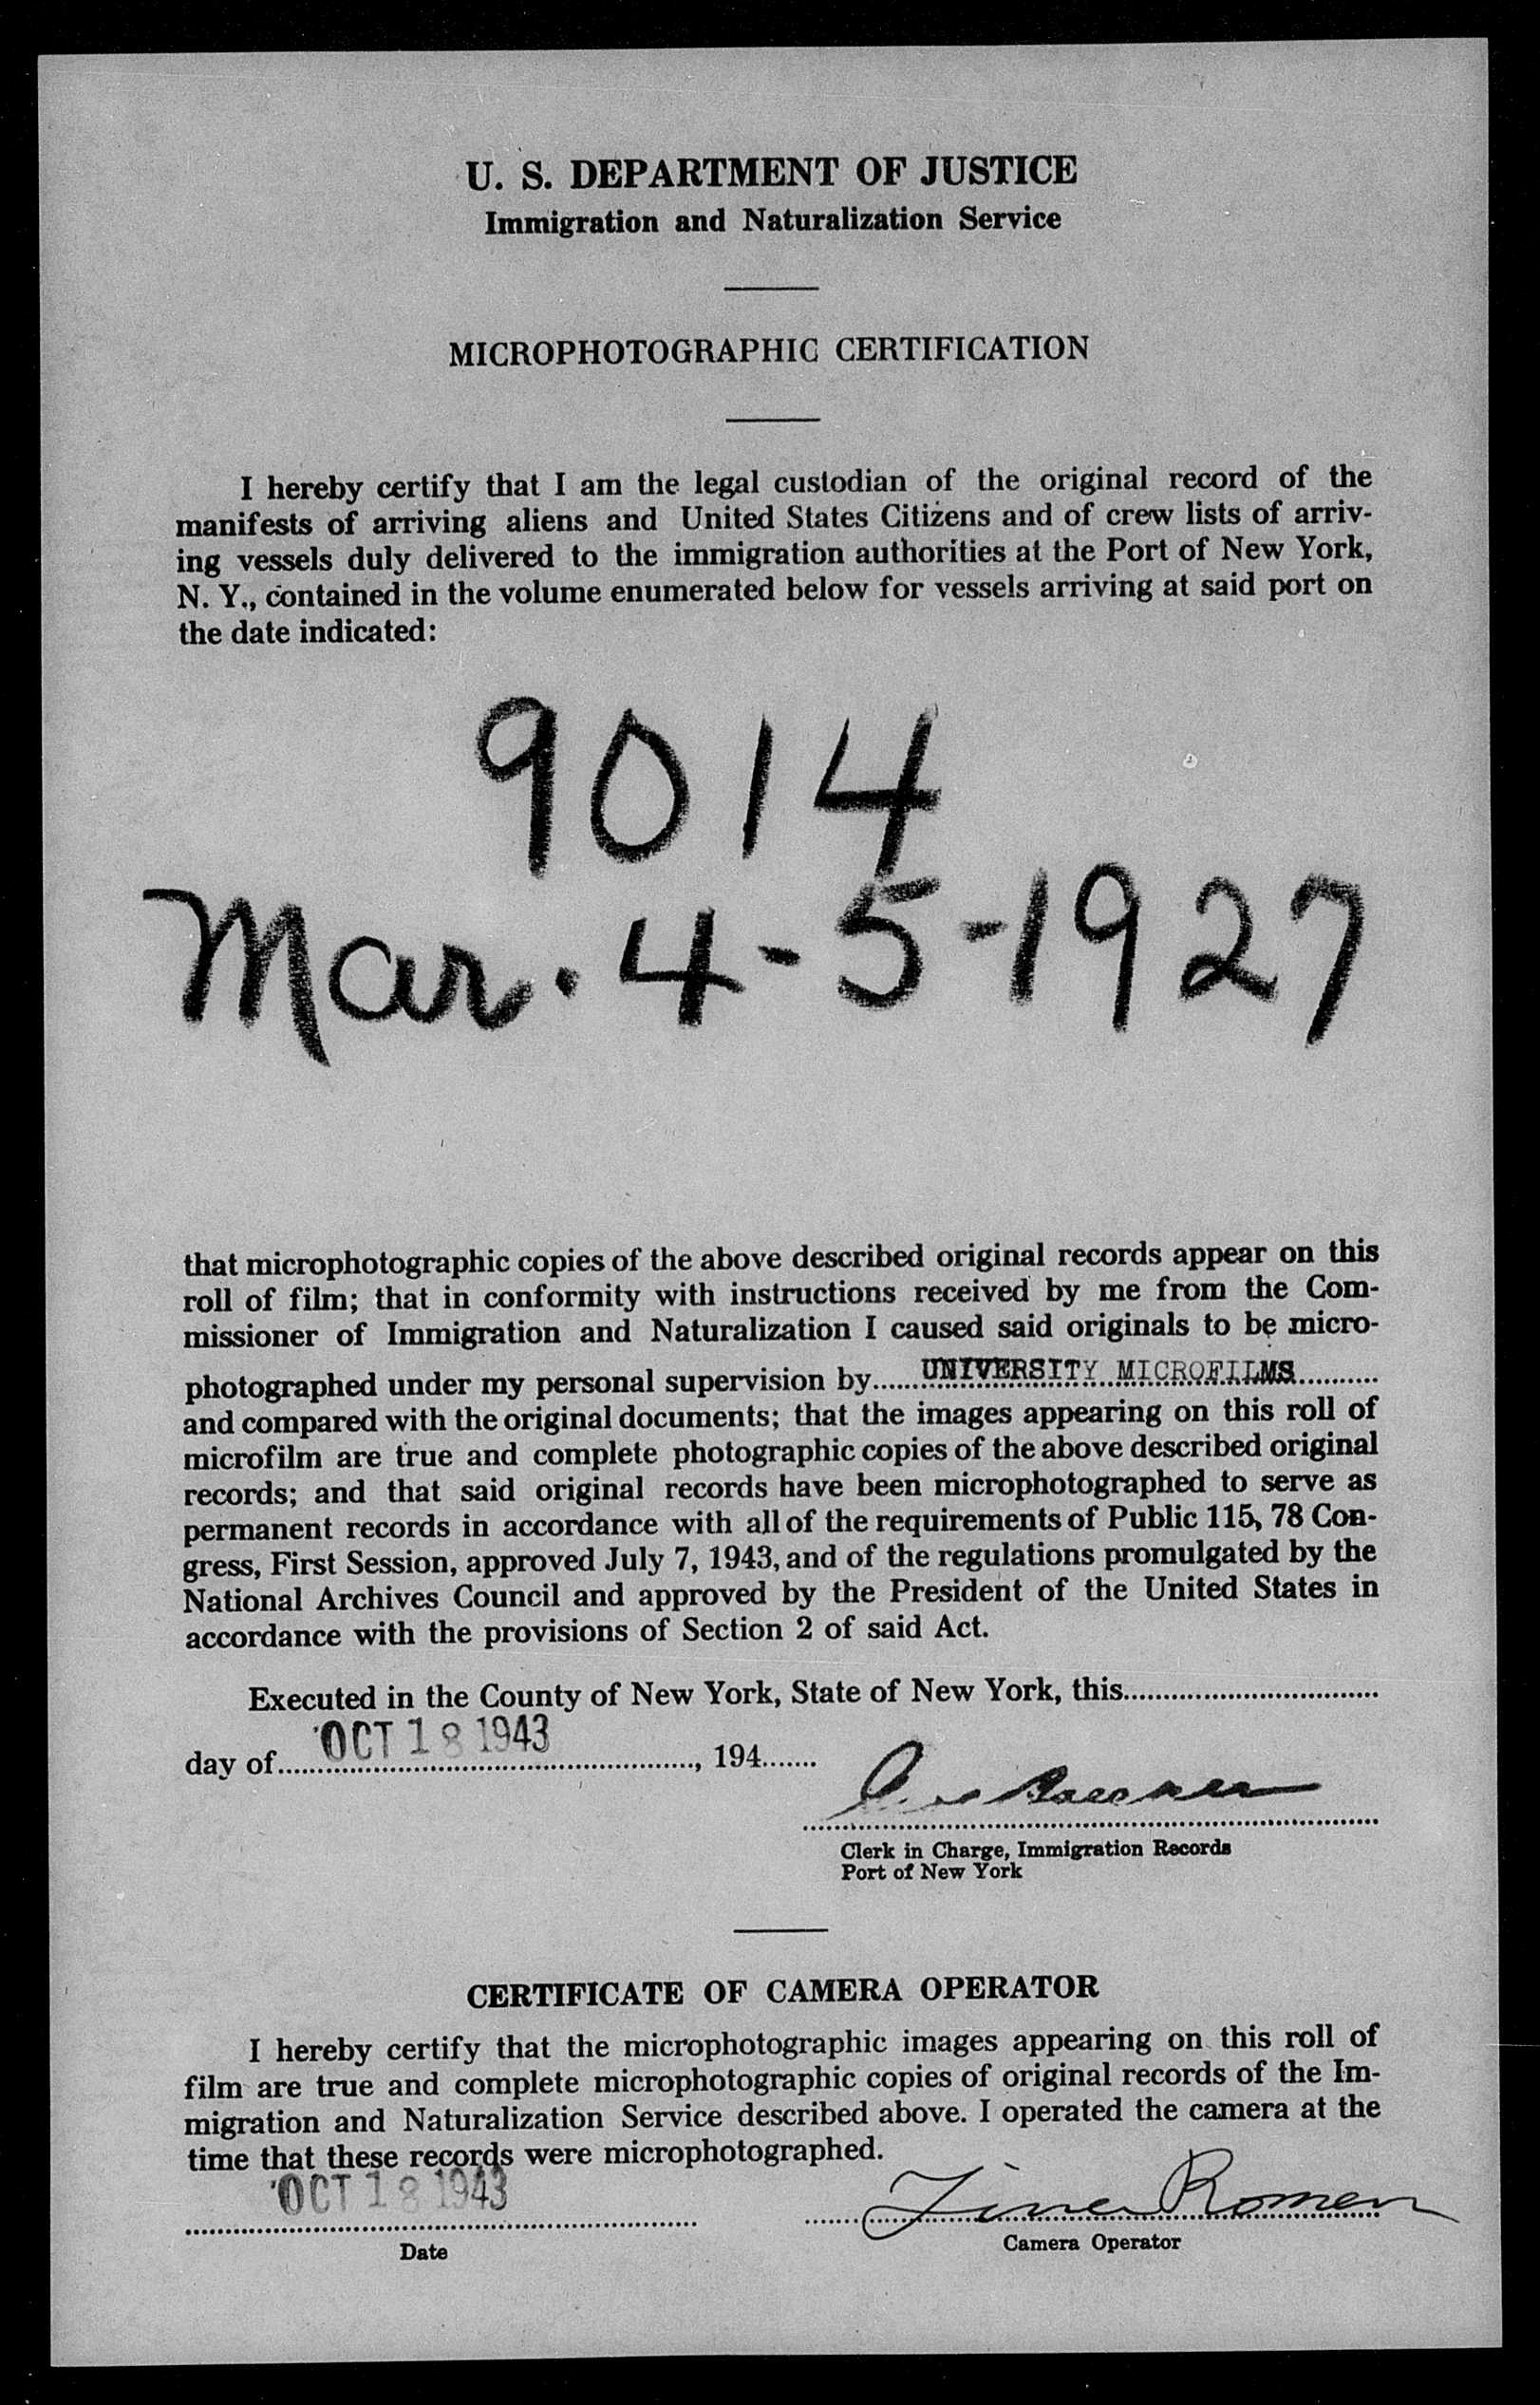 U. S. DEPARTMENT OF JUSTICE
Immigration and Naturalization Service
MICROPHOTOGRAPHIC CERTIFICATION
I hereby certify that I am the legal custodian of the original record of the
manifests of arriving aliens and United States Citizens and of crew lists of arriv-
ing vessels duly delivered to the immigration authorities at the Port of New York,
N. Y., contained in the volume enumerated below for vessels arriving at said port on
the date indicated:
9014
Mar. 4-5-1927
that microphotographic copies of the above described original records appear on this
roll of film; that in conformity with instructions received by me from the Com-
missioner of Immigration and Naturalization I caused said originals to be micro-
photographed under my personal supervision by......UNIVERSITY MICROFILMS..........
and compared with the original documents; that the images appearing on this roll of
microfilm are true and complete photographic copies of the above described original
records; and that said original records have been microphotographed to serve as
permanent records in accordance with all of the requirements of Public 115, 78 Con-
gress, First Session, approved July 7, 1943, and of the regulations promulgated by the
National Archives Council and approved by the President of the United States in
accordance with the provisions of Section 2 of said Act.
Executed in the County of New York, State of New York, this................................
day of.....OCT 18 1943...................., 194.......
Clerk in Charge, Immigration Records
Port of New York
CERTIFICATE OF CAMERA OPERATOR
I hereby certify that the microphotographic images appearing on this roll of
film are true and complete microphotographic copies of original records of the Im-
migration and Naturalization Service described above. I operated the camera at the
time that these records were microphotographed.
OCT 18 1943
Date
Camera Operator